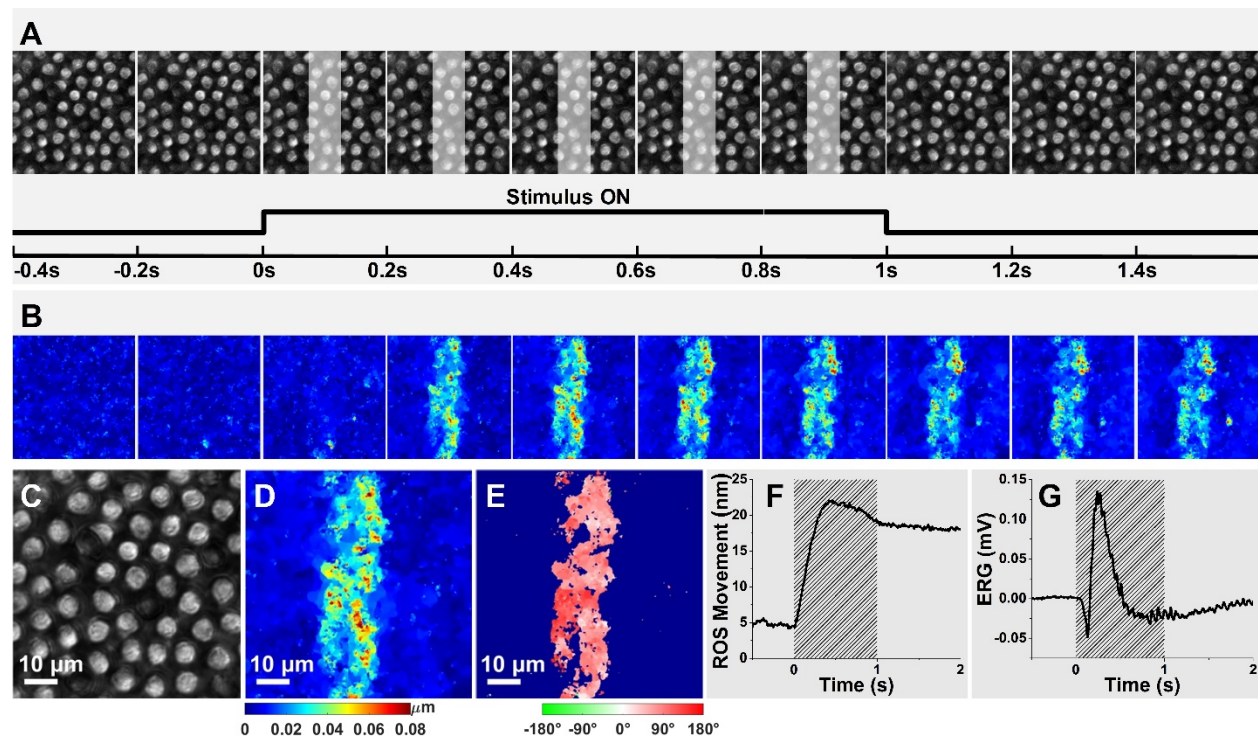 A
Stimulus ON
-0.4s -0.2s 0s 0.2s 0.4s 0.6s 0.8s 1s 1.2s 1.4s
B
C
10 μm
D
10 μm
0 0.02 0.04 0.06 0.08
μm
E
10 μm
-180° -90° 0° 90° 180°
F
ROS Movement (nm)
25
20
15
10
5
0
0 1 2
Time (s)
G
ERG (mV)
0.15
0.10
0.05
0.00
-0.05
0 1 2
Time (s)